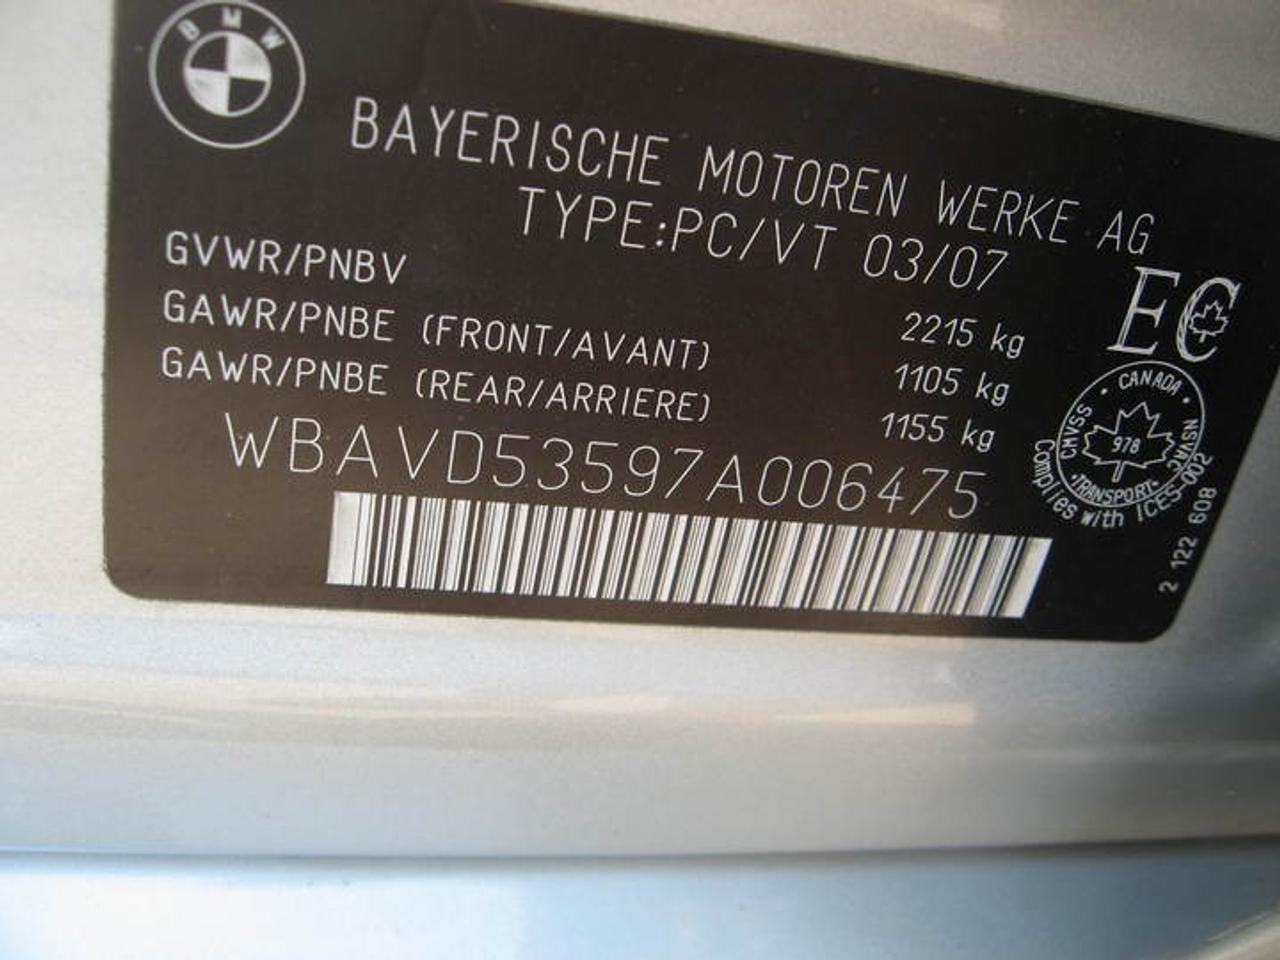 BMW
BAYERISCHE MOTOREN WERKE AG
TYPE:PC/VT 03/07
GVWR/PNBV 2215 kg
GAWR/PNBE (FRONT/AVANT) 1105 kg
GAWR/PNBE (REAR/ARRIERE) 1155 kg
WBAVD53597A006475
EC
CANADA
CMVSS
NSVAC
978
TRANSPORT
Complies with ICES-002
2 122 608